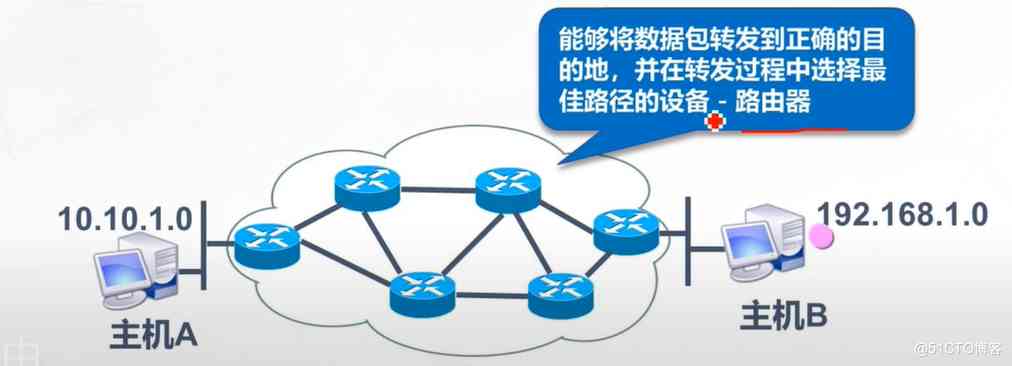 能够将数据包转发到正确的目
的地，并在转发过程中选择最
佳路径的设备 - 路由器
10.10.1.0
192.168.1.0
主机A
主机B
@51CTO博客